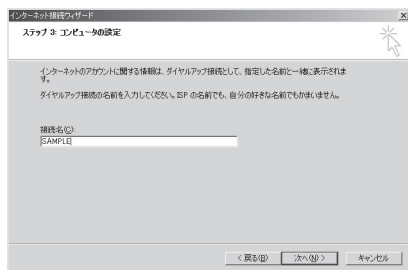 インターネット接続ウィザード
ステップ 3: コンピュータの設定
インターネットのアカウントに関する情報は、ダイヤルアップ接続として、指定した名前と一緒に表示されま
す。
ダイヤルアップ接続の名前を入力してください。ISP の名前でも、自分の好きな名前でもかまいません。
接続名(C):
SAMPLE
< 戻る(B)
次へ(N) >
キャンセル